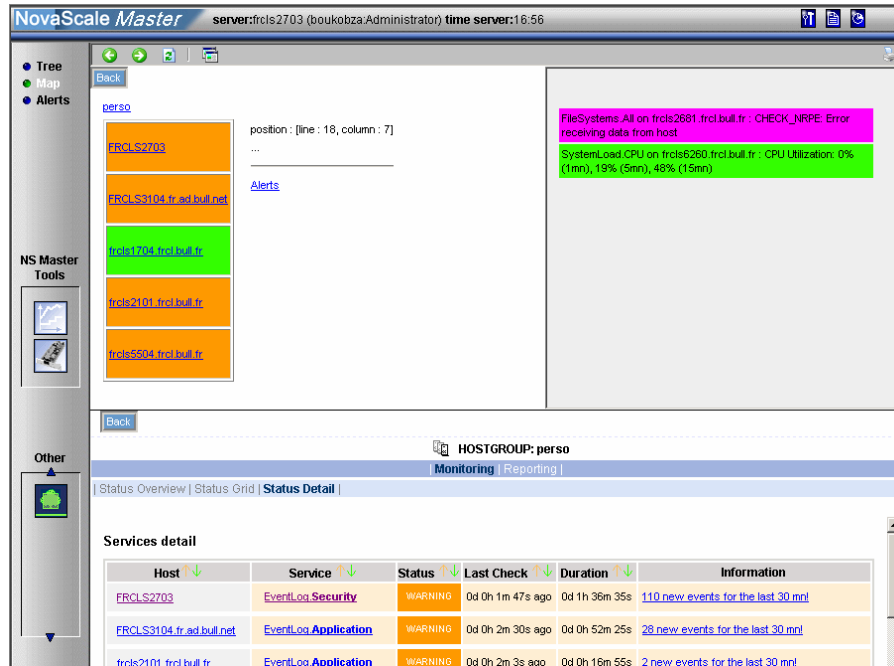 NovaScale Master server:frcls2703 (boukobza:Administrator) time server:16:56
Tree
Map
Alerts
Back
perso
FRCLS2703
FRCLS3104.fr.ad.bull.net
frcls1704.frcl.bull.fr
frcls2101.frcl.bull.fr
frcls5504.frcl.bull.fr
position : [line : 18, column : 7]
...
Alerts
FileSystems.All on frcls2681.frcl.bull.fr : CHECK_NRPE: Error
receiving data from host
SystemLoad.CPU on frcls6260.frcl.bull.fr : CPU Utilization: 0%
(1mn), 19% (5mn), 48% (15mn)
NS Master
Tools
Other
Back
HOSTGROUP: perso
| Monitoring | Reporting |
| Status Overview | Status Grid | Status Detail |
Services detail
Host Service Status Last Check Duration Information
FRCLS2703 EventLog.Security WARNING 0d 0h 1m 47s ago 0d 1h 36m 35s 110 new events for the last 30 mn!
FRCLS3104.fr.ad.bull.net EventLog.Application WARNING 0d 0h 2m 30s ago 0d 0h 52m 25s 28 new events for the last 30 mn!
frcls2101.frcl.bull.fr EventLog.Application WARNING 0d 0h 2m 3s ago 0d 0h 16m 55s 2 new events for the last 30 mn!